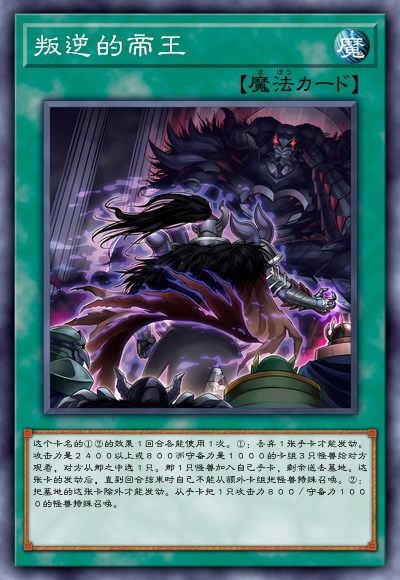 叛逆的帝王
魔
【魔法カード】
まほう
这个卡名的①②的效果1回合各能使用1次。①：丢弃1张手卡才能发动。
攻击力是2400以上或800而守备力是1000的卡组3只怪兽给对方
观看，对方从那之中选1只。那1只怪兽加入自己手卡，剩余送去墓地。这
张卡的发动后，直到回合结束时自己不能从额外卡组把怪兽特殊召唤。②：
把墓地的这张卡除外才能发动。从手卡把1只攻击力800／守备力100
0的怪兽特殊召唤。